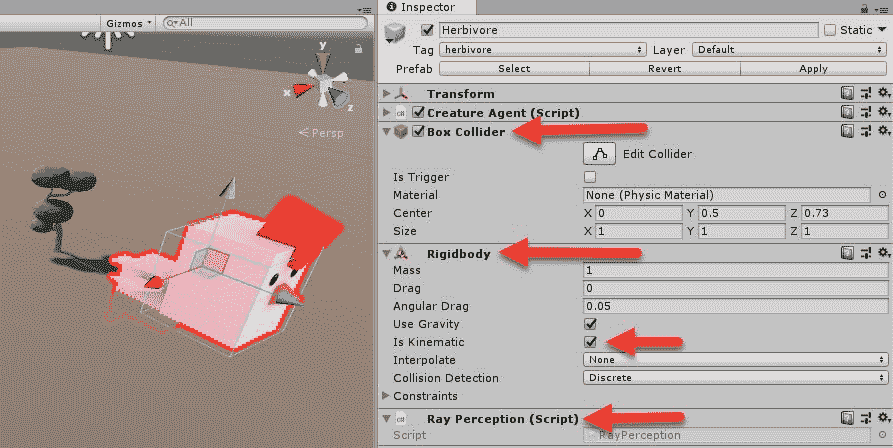 Gizmos
All
y
x
z
Persp
Inspector
Herbivore
Static
Tag herbivore Layer Default
Prefab Select Revert Apply
Transform
Creature Agent (Script)
Box Collider
Edit Collider
Is Trigger
Material None (Physic Material)
Center X 0 Y 0.5 Z 0.73
Size X 1 Y 1 Z 1
Rigidbody
Mass 1
Drag 0
Angular Drag 0.05
Use Gravity
Is Kinematic
Interpolate None
Collision Detection Discrete
Constraints
Ray Perception (Script)
Script RayPerception